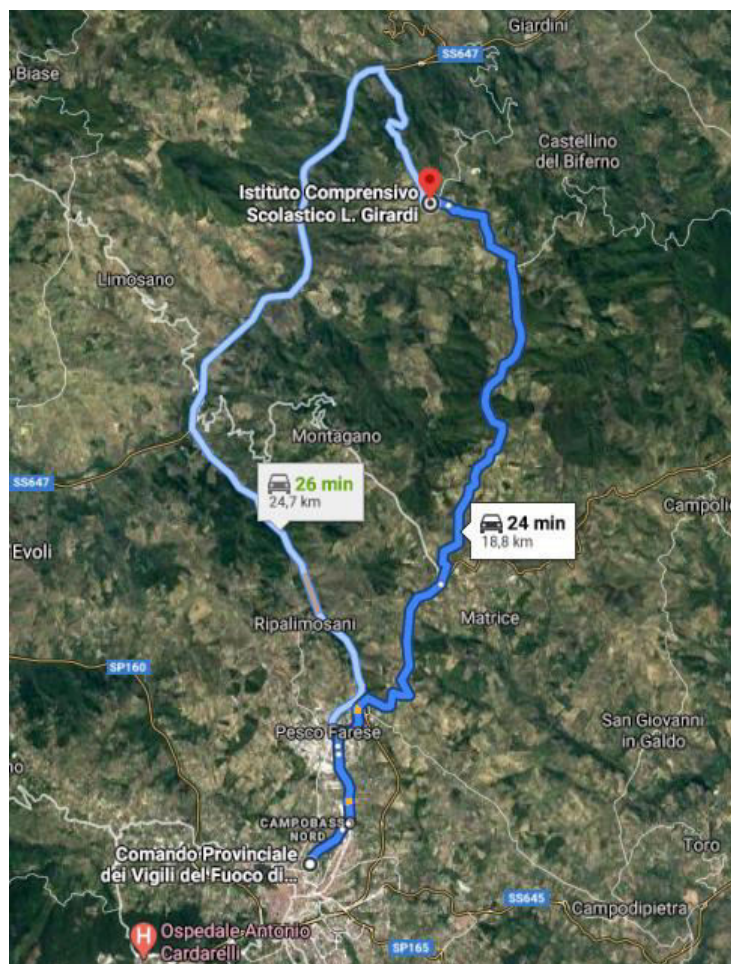 Giardini
SS647
Biase
Castellino
del Biferno
Istituto Comprensivo
Scolastico L. Girardi
Limosano
Montagano
SS647
26 min
24,7 km
24 min
18,8 km
Campoli
'Evoli
Ripalimosani
Matrice
SP160
San Giovanni
in Galdo
Pesco Farese
CAMPOBASS
NORD
Comando Provinciale
dei Vigili del Fuoco di...
Toro
SS645
Campodipietra
H
Ospedale Antonio
Cardarelli
SP165